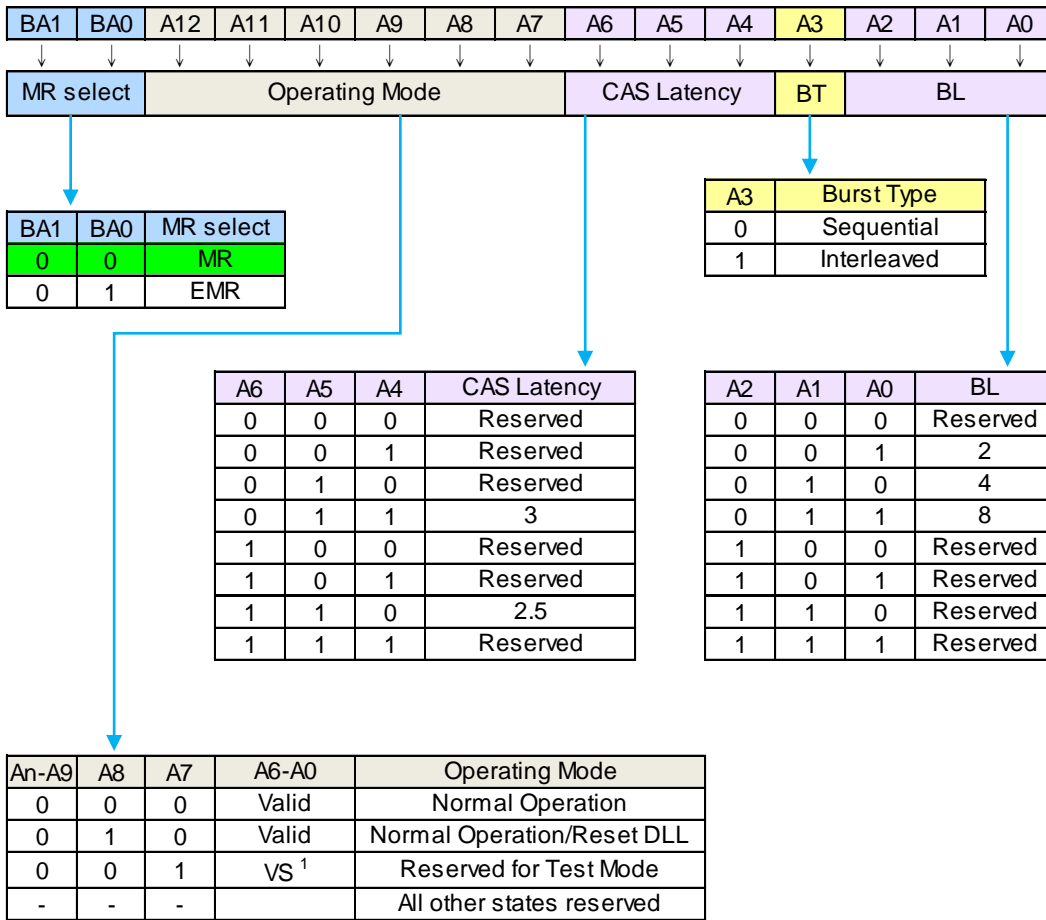 BA1 BA0 A12 A11 A10 A9 A8 A7 A6 A5 A4 A3 A2 A1 A0
MR select Operating Mode CAS Latency BT BL
A3 Burst Type
0 Sequential
1 Interleaved
BA1 BA0 MR select
0 0 MR
0 1 EMR
A6 A5 A4 CAS Latency
0 0 0 Reserved
0 0 1 Reserved
0 1 0 Reserved
0 1 1 3
1 0 0 Reserved
1 0 1 Reserved
1 1 0 2.5
1 1 1 Reserved
A2 A1 A0 BL
0 0 0 Reserved
0 0 1 2
0 1 0 4
0 1 1 8
1 0 0 Reserved
1 0 1 Reserved
1 1 0 Reserved
1 1 1 Reserved
An-A9 A8 A7 A6-A0 Operating Mode
0 0 0 Valid Normal Operation
0 1 0 Valid Normal Operation/Reset DLL
0 0 1 VS 1 Reserved for Test Mode
- - - All other states reserved